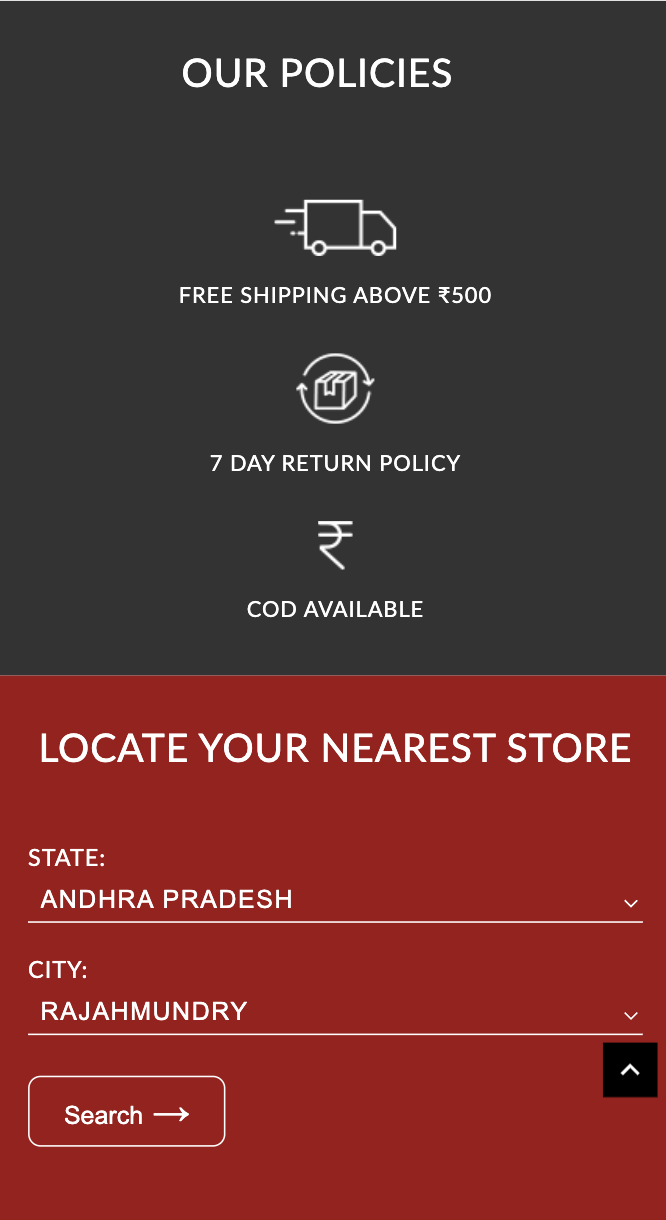 OUR POLICIES
FREE SHIPPING ABOVE ₹500
7 DAY RETURN POLICY
₹
COD AVAILABLE
LOCATE YOUR NEAREST STORE
STATE:
ANDHRA PRADESH
CITY:
RAJAHMUNDRY
Search